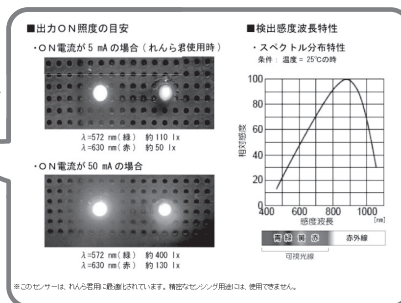 ■出力ON照度の目安
・ON電流が5 mAの場合（れんら君使用時）
λ=572 nm(緑) 約110 lx
λ=630 nm(赤) 約50 lx
・ON電流が50 mAの場合
λ=572 nm(緑) 約400 lx
λ=630 nm(赤) 約130 lx
■検出感度波長特性
・スペクトル分布特性
条件：温度 = 25℃の時
相対感度
100
80
60
40
20
0
400 600 800 1000
感度波長 [nm]
青 緑 黄 赤 赤外線
可視光線
※このセンサーは、れんら君用に最適化されています。精密なセンシング用途には、使用できません。